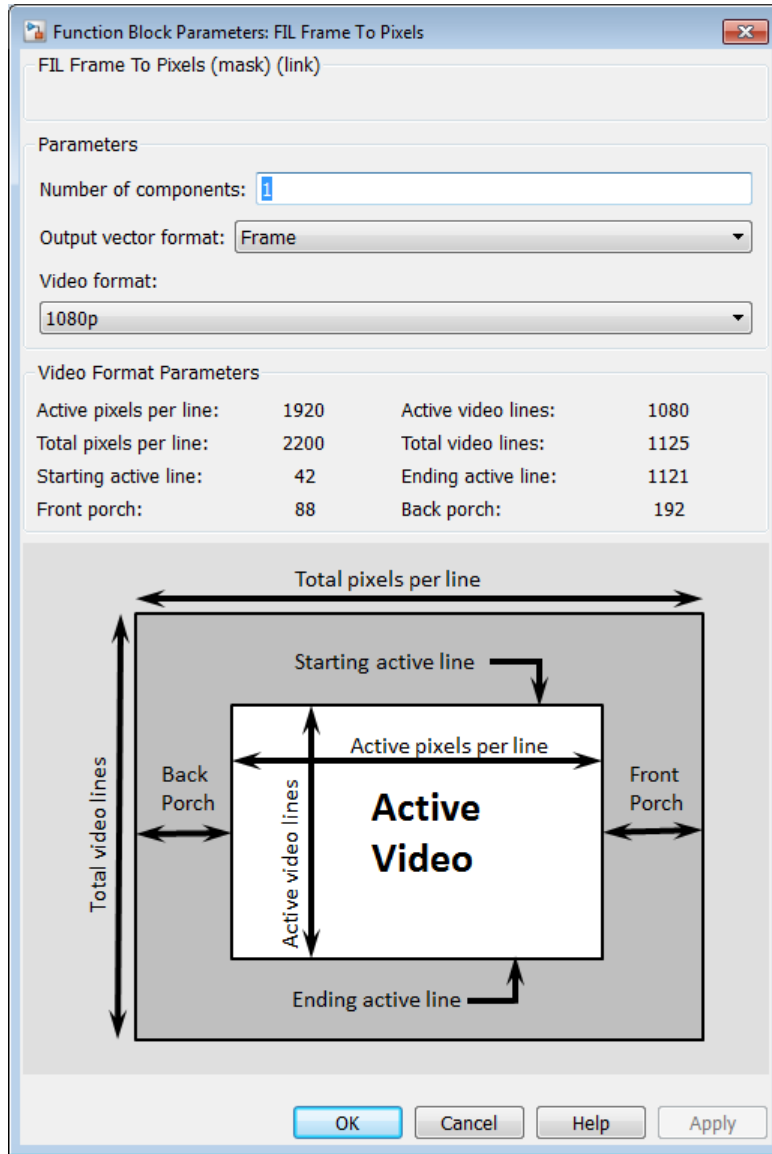 Function Block Parameters: FIL Frame To Pixels
FIL Frame To Pixels (mask) (link)
Parameters
Number of components: 1
Output vector format: Frame
Video format:
1080p
Video Format Parameters
Active pixels per line: 1920 Active video lines: 1080
Total pixels per line: 2200 Total video lines: 1125
Starting active line: 42 Ending active line: 1121
Front porch: 88 Back porch: 192
Total pixels per line
Starting active line
Active pixels per line
Back
Porch
Front
Porch
Total video lines
Active video lines
Active
Video
Ending active line
OK Cancel Help Apply